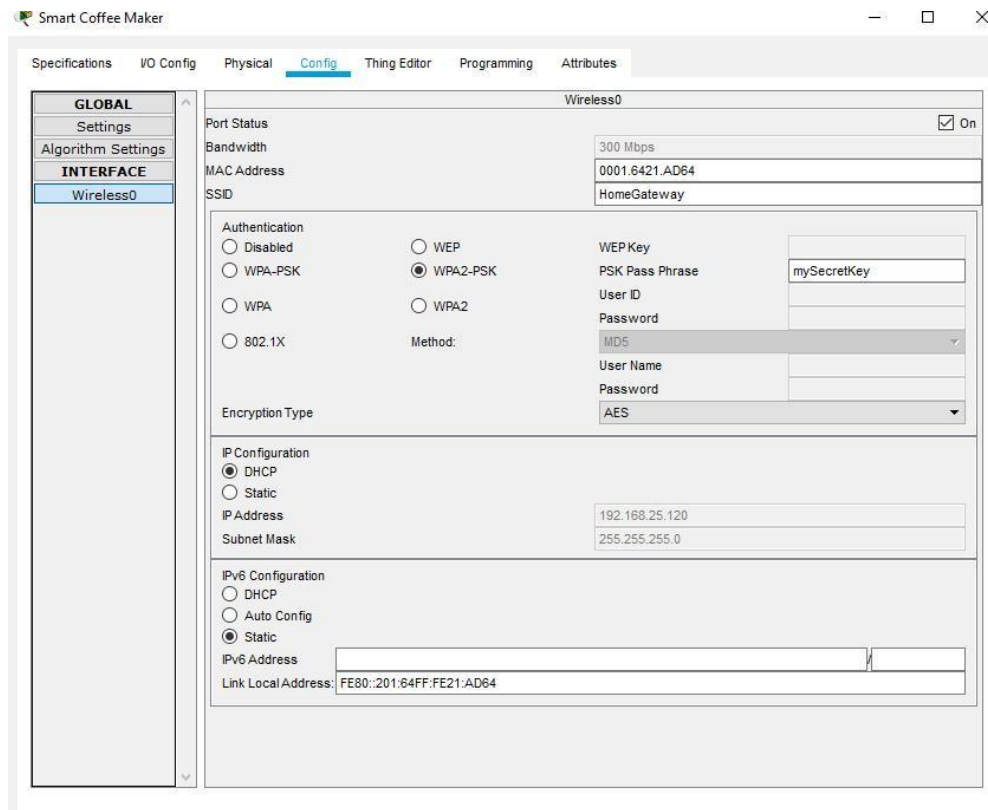 Smart Coffee Maker
Specifications I/O Config Physical Config Thing Editor Programming Attributes
GLOBAL
Settings
Algorithm Settings
INTERFACE
Wireless0
Wireless0
Port Status On
Bandwidth 300 Mbps
MAC Address 0001.6421.AD64
SSID HomeGateway
Authentication
Disabled WEP WEP Key
WPA-PSK WPA2-PSK PSK Pass Phrase mySecretKey
User ID
WPA WPA2
Password
802.1X Method: MD5
User Name
Password
Encryption Type AES
IP Configuration
DHCP
Static
IP Address 192.168.25.120
Subnet Mask 255.255.255.0
IPv6 Configuration
DHCP
Auto Config
Static
IPv6 Address /
Link Local Address: FE80::201:64FF:FE21:AD64